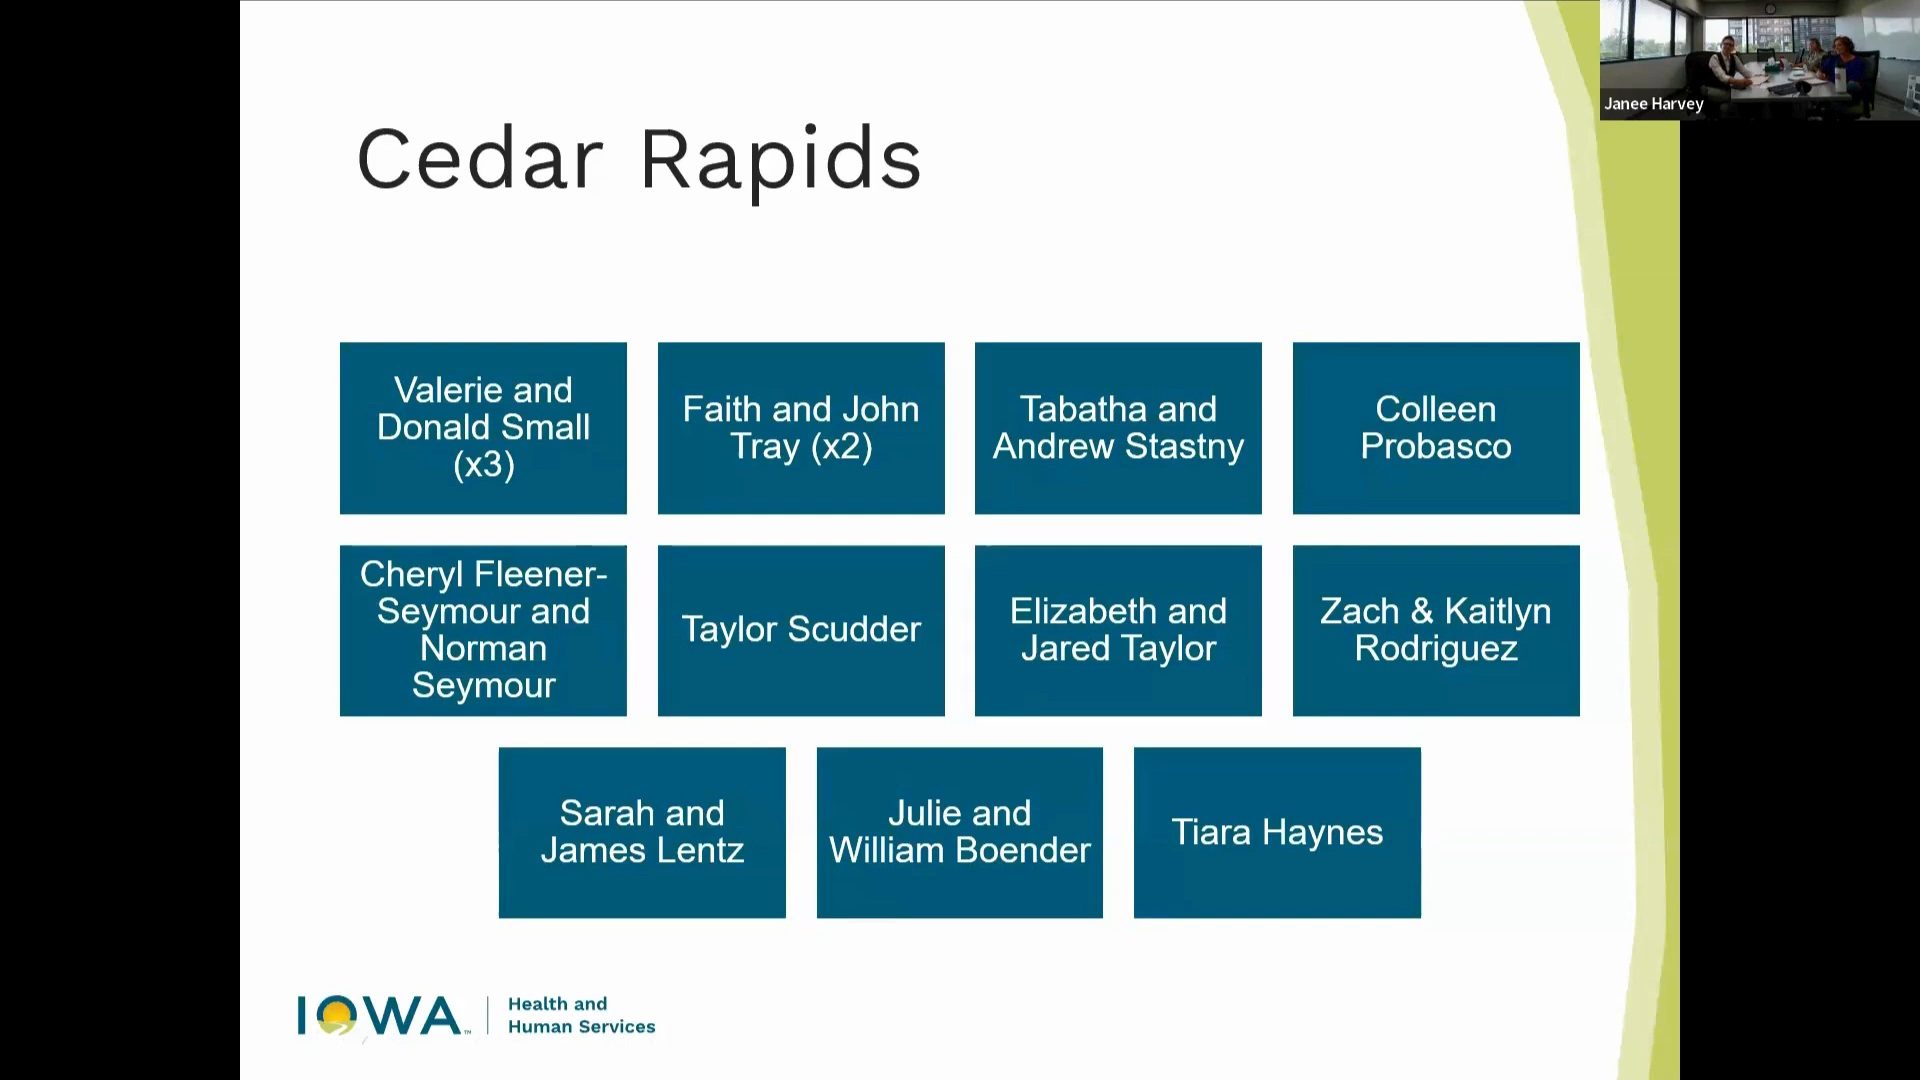 Janee Harvey
Cedar Rapids
Valerie and
Donald Small
(x3)
Faith and John
Tray (x2)
Tabatha and
Andrew Stastny
Colleen
Probasco
Cheryl Fleener-
Seymour and
Norman
Seymour
Taylor Scudder
Elizabeth and
Jared Taylor
Zach & Kaitlyn
Rodriguez
Sarah and
James Lentz
Julie and
William Boender
Tiara Haynes
IOWA™
Health and
Human Services